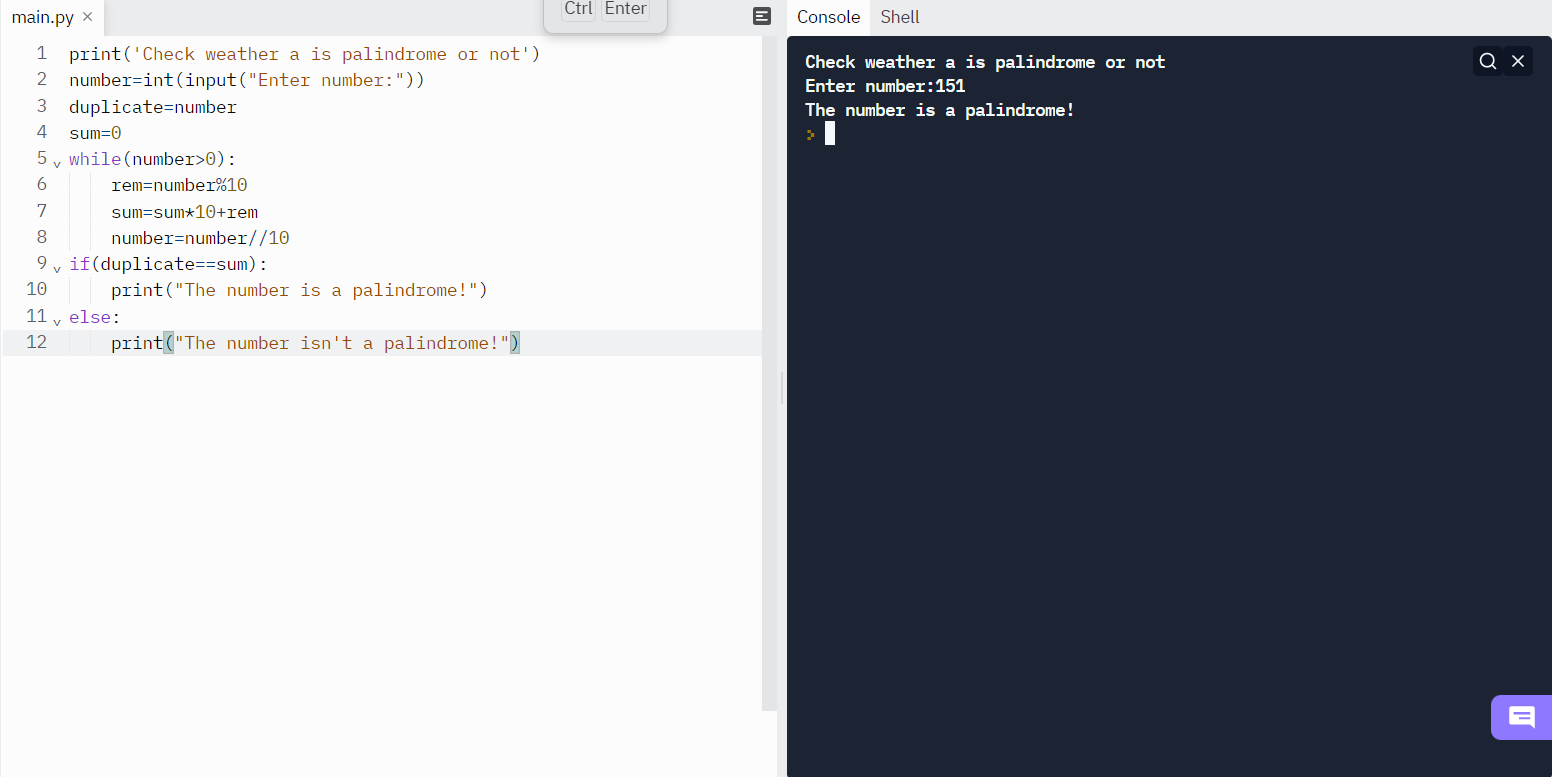 main.py
Ctrl Enter
1 print('Check weather a is palindrome or not')
2 number=int(input("Enter number:"))
3 duplicate=number
4 sum=0
5 while(number>0):
6     rem=number%10
7     sum=sum*10+rem
8     number=number//10
9 if(duplicate==sum):
10     print("The number is a palindrome!")
11 else:
12     print("The number isn't a palindrome!")
Console Shell
Check weather a is palindrome or not
Enter number:151
The number is a palindrome!
>